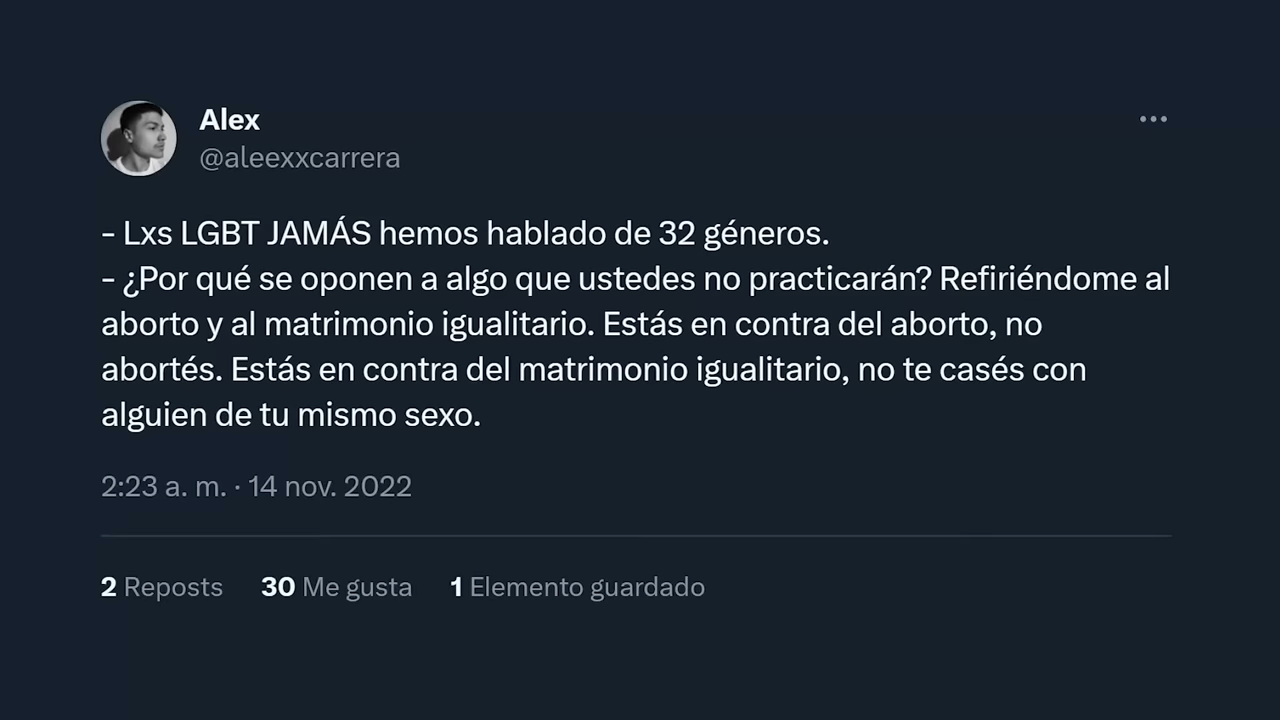 Alex
@aleexxcarrera
- Lxs LGBT JAMÁS hemos hablado de 32 géneros.
- ¿Por qué se oponen a algo que ustedes no practicarán? Refiriéndome al
aborto y al matrimonio igualitario. Estás en contra del aborto, no
abortés. Estás en contra del matrimonio igualitario, no te casés con
alguien de tu mismo sexo.
2:23 a. m. · 14 nov. 2022
2 Reposts 30 Me gusta 1 Elemento guardado